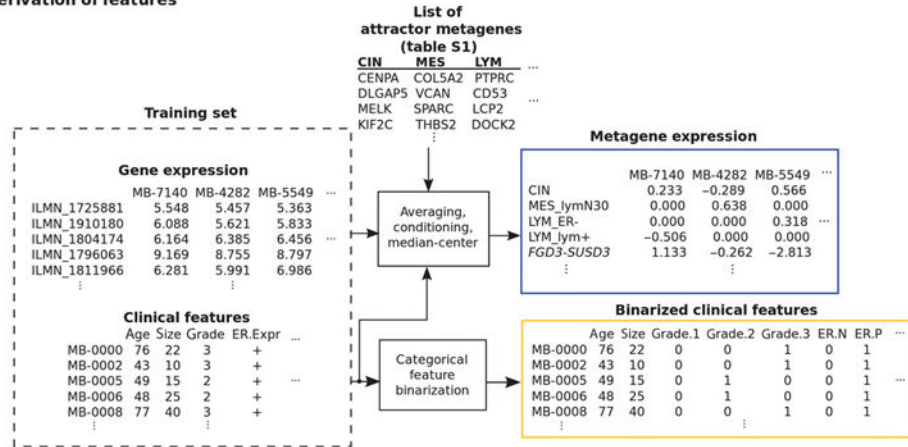 erivation of features
List of
attractor metagenes
(table S1)
CIN MES LYM ...
CENPA COL5A2 PTPRC
DLGAP5 VCAN CD53 ...
MELK SPARC LCP2
KIF2C THBS2 DOCK2
⋮
Training set
Gene expression
MB-7140 MB-4282 MB-5549 ...
ILMN_1725881 5.548 5.457 5.363
ILMN_1910180 6.088 5.621 5.833
ILMN_1804174 6.164 6.385 6.456 ...
ILMN_1796063 9.169 8.755 8.797
ILMN_1811966 6.281 5.991 6.986
⋮ ⋮
Clinical features
Age Size Grade ER.Expr ...
MB-0000 76 22 3 +
MB-0002 43 10 3 +
MB-0005 49 15 2 + ...
MB-0006 48 25 2 +
MB-0008 77 40 3 +
⋮ ⋮
Averaging,
conditioning,
median-center
Categorical
feature
binarization
Metagene expression
MB-7140 MB-4282 MB-5549 ...
CIN 0.233 −0.289 0.566
MES_lymN30 0.000 0.638 0.000
LYM_ER- 0.000 0.000 0.318 ...
LYM_lym+ −0.506 0.000 0.000
FGD3-SUSD3 1.133 −0.262 −2.813
⋮ ⋮
Binarized clinical features
Age Size Grade.1 Grade.2 Grade.3 ER.N ER.P ...
MB-0000 76 22 0 0 1 0 1
MB-0002 43 10 0 0 1 0 1
MB-0005 49 15 0 1 0 0 1 ...
MB-0006 48 25 0 1 0 0 1
MB-0008 77 40 0 0 1 0 1
⋮ ⋮